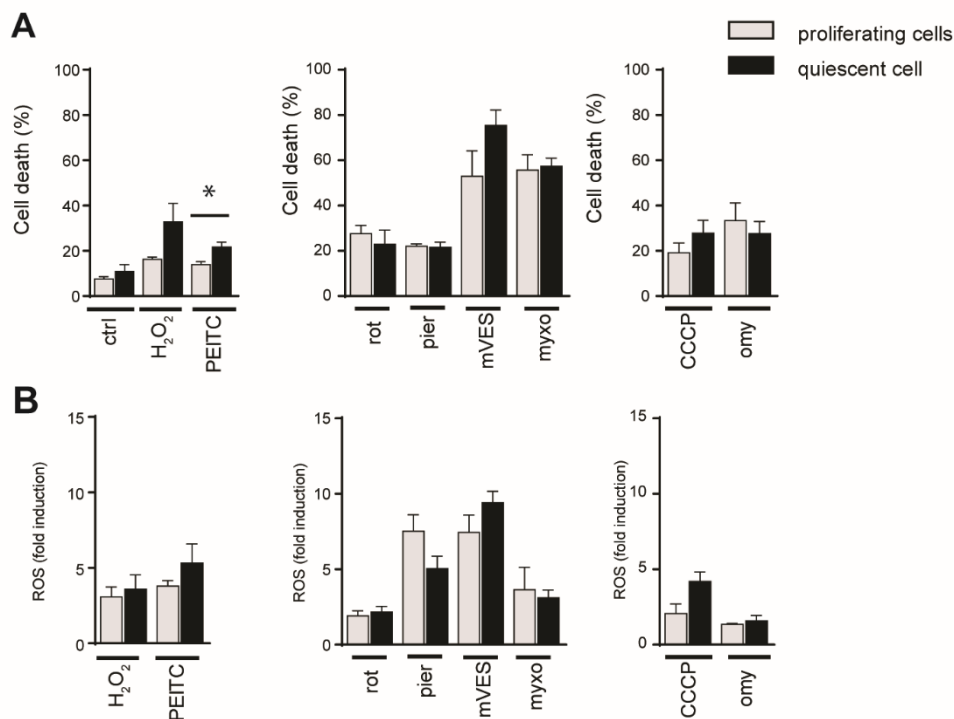 A
proliferating cells
quiescent cell
Cell death (%)
100
80
60
40
20
0
*
ctrl
H₂O₂
PEITC
Cell death (%)
100
80
60
40
20
0
rot
pier
mVES
myxo
Cell death (%)
100
80
60
40
20
0
CCCP
omy
B
ROS (fold induction)
15
10
5
0
H₂O₂
PEITC
ROS (fold induction)
15
10
5
0
rot
pier
mVES
myxo
ROS (fold induction)
15
10
5
0
CCCP
omy